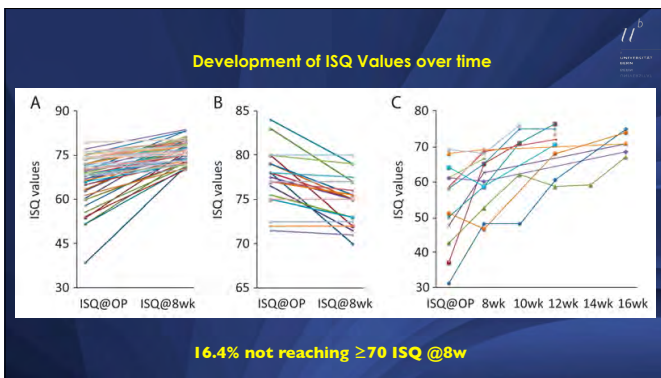 u^b
UNIVERSITÄT
BERN
Development of ISQ Values over time
A
ISQ values
90
75
60
45
30
ISQ@OP ISQ@8wk
B
ISQ values
85
80
75
70
65
ISQ@OP ISQ@8wk
C
ISQ values
80
70
60
50
40
30
ISQ@OP 8wk 10wk 12wk 14wk 16wk
16.4% not reaching ≥70 ISQ @8w